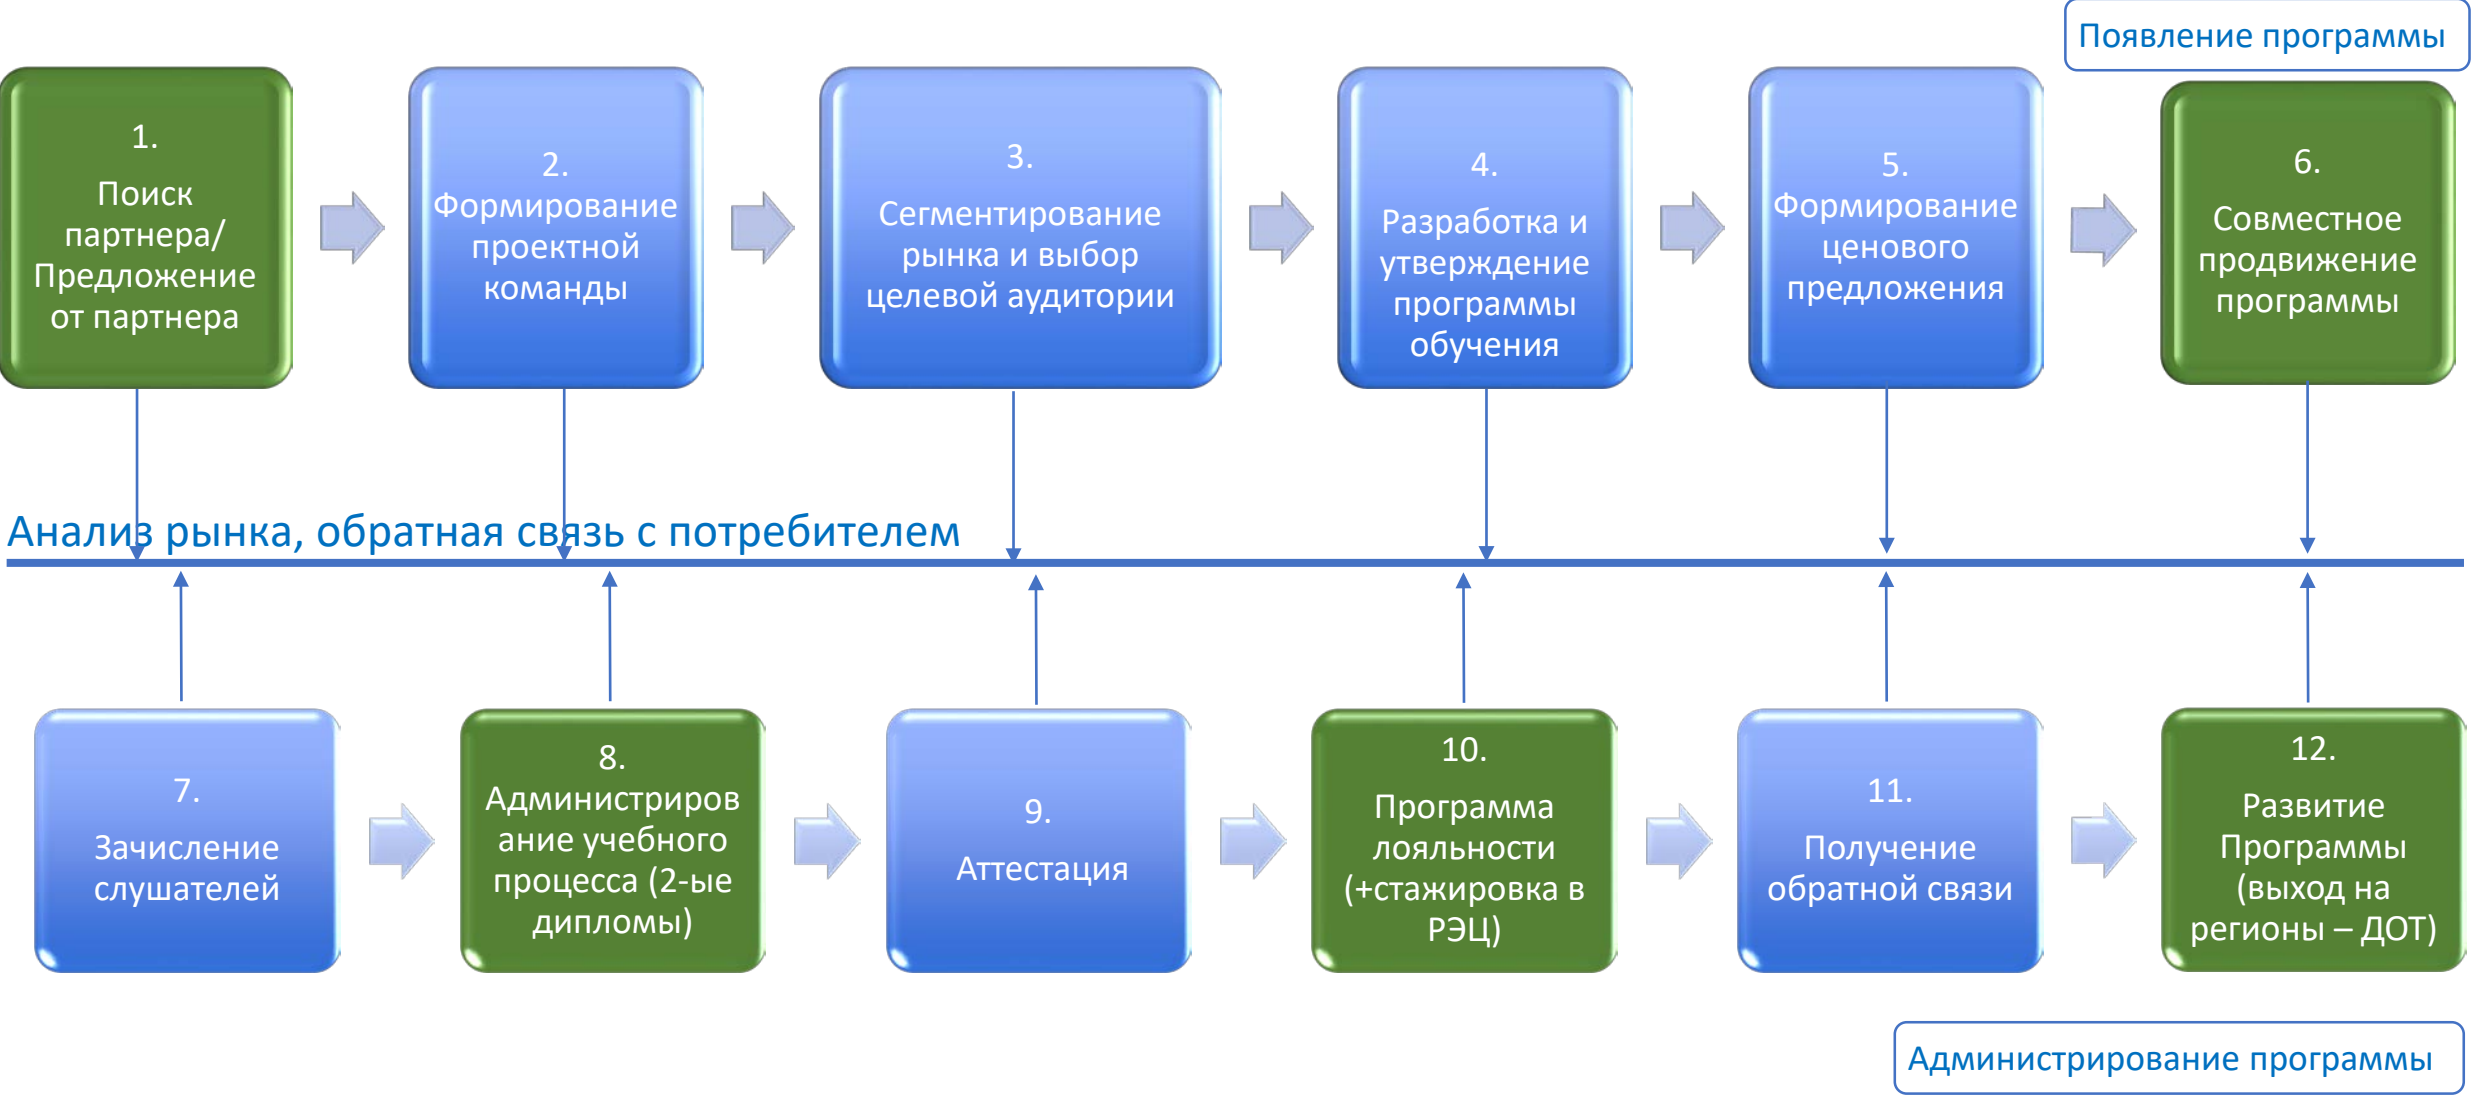 Появление программы
1.
Поиск
партнера/
Предложение
от партнера
2.
Формирование
проектной
команды
3.
Сегментирование
рынка и выбор
целевой аудитории
4.
Разработка и
утверждение
программы
обучения
5.
Формирование
ценового
предложения
6.
Совместное
продвижение
программы
Анализ рынка, обратная связь с потребителем
7.
Зачисление
слушателей
8.
Администриров
ание учебного
процесса (2-ые
дипломы)
9.
Аттестация
10.
Программа
лояльности
(+стажировка в
РЭЦ)
11.
Получение
обратной связи
12.
Развитие
Программы
(выход на
регионы – ДОТ)
Администрирование программы